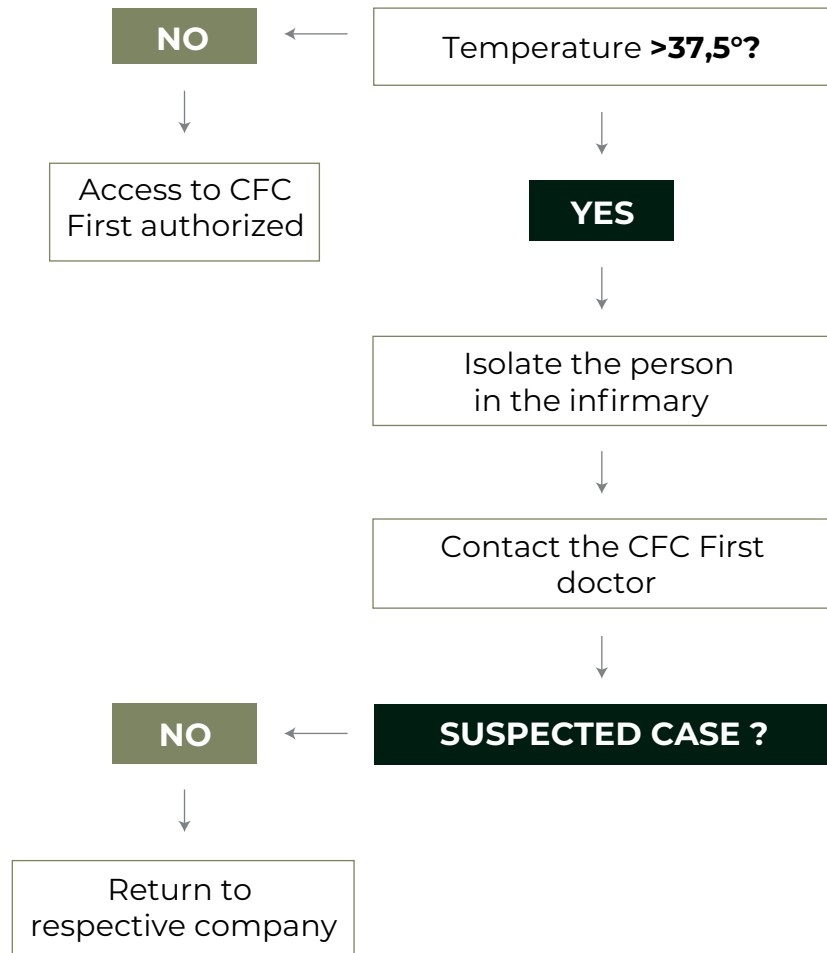 NO
Temperature >37,5°?
Access to CFC
First authorized
YES
Isolate the person
in the infirmary
Contact the CFC First
doctor
NO
SUSPECTED CASE ?
Return to
respective company